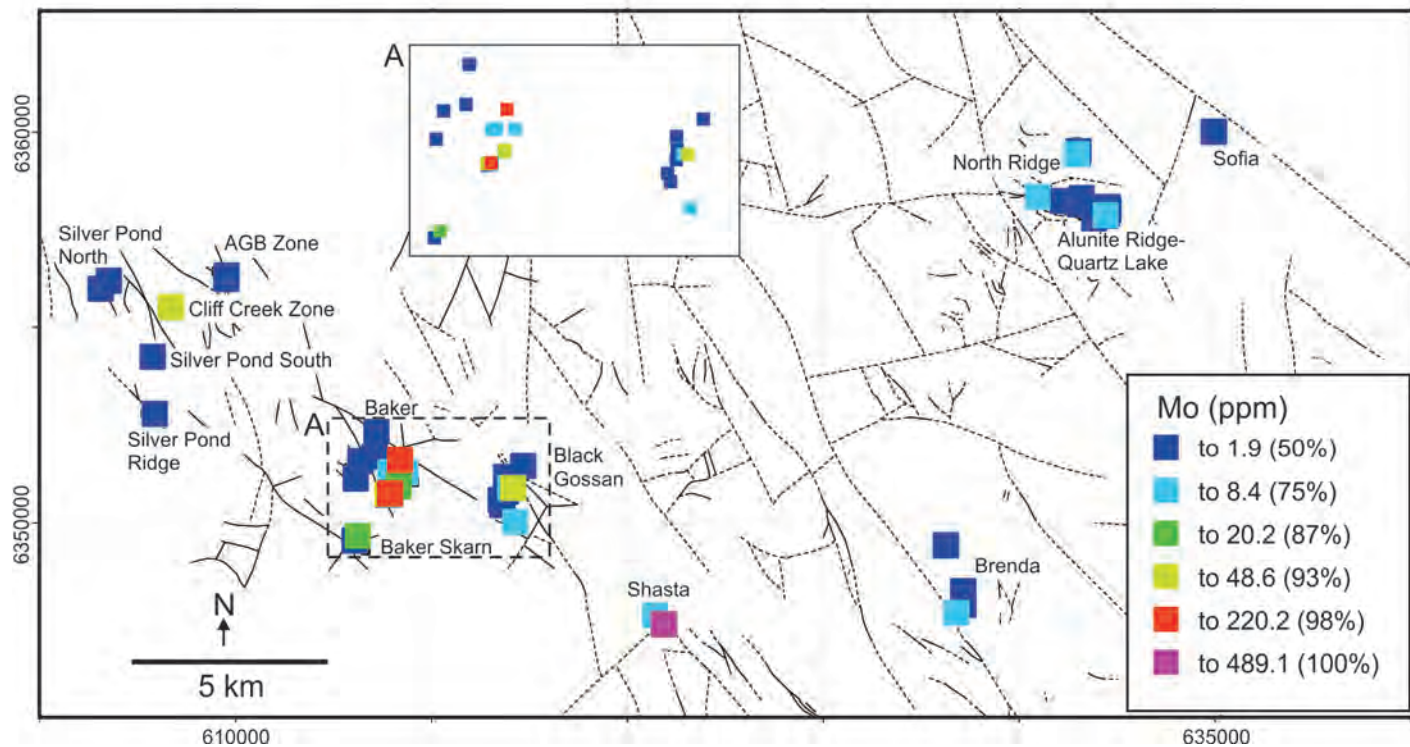 A
6360000
North Ridge
Sofia
Silver Pond
North
AGB Zone
Alunite Ridge-
Quartz Lake
Cliff Creek Zone
Silver Pond South
Silver Pond
Ridge
A
Baker
Black
Gossan
Baker Skarn
6350000
Mo (ppm)
to 1.9 (50%)
to 8.4 (75%)
to 20.2 (87%)
to 48.6 (93%)
to 220.2 (98%)
to 489.1 (100%)
Brenda
Shasta
N
5 km
610000
635000